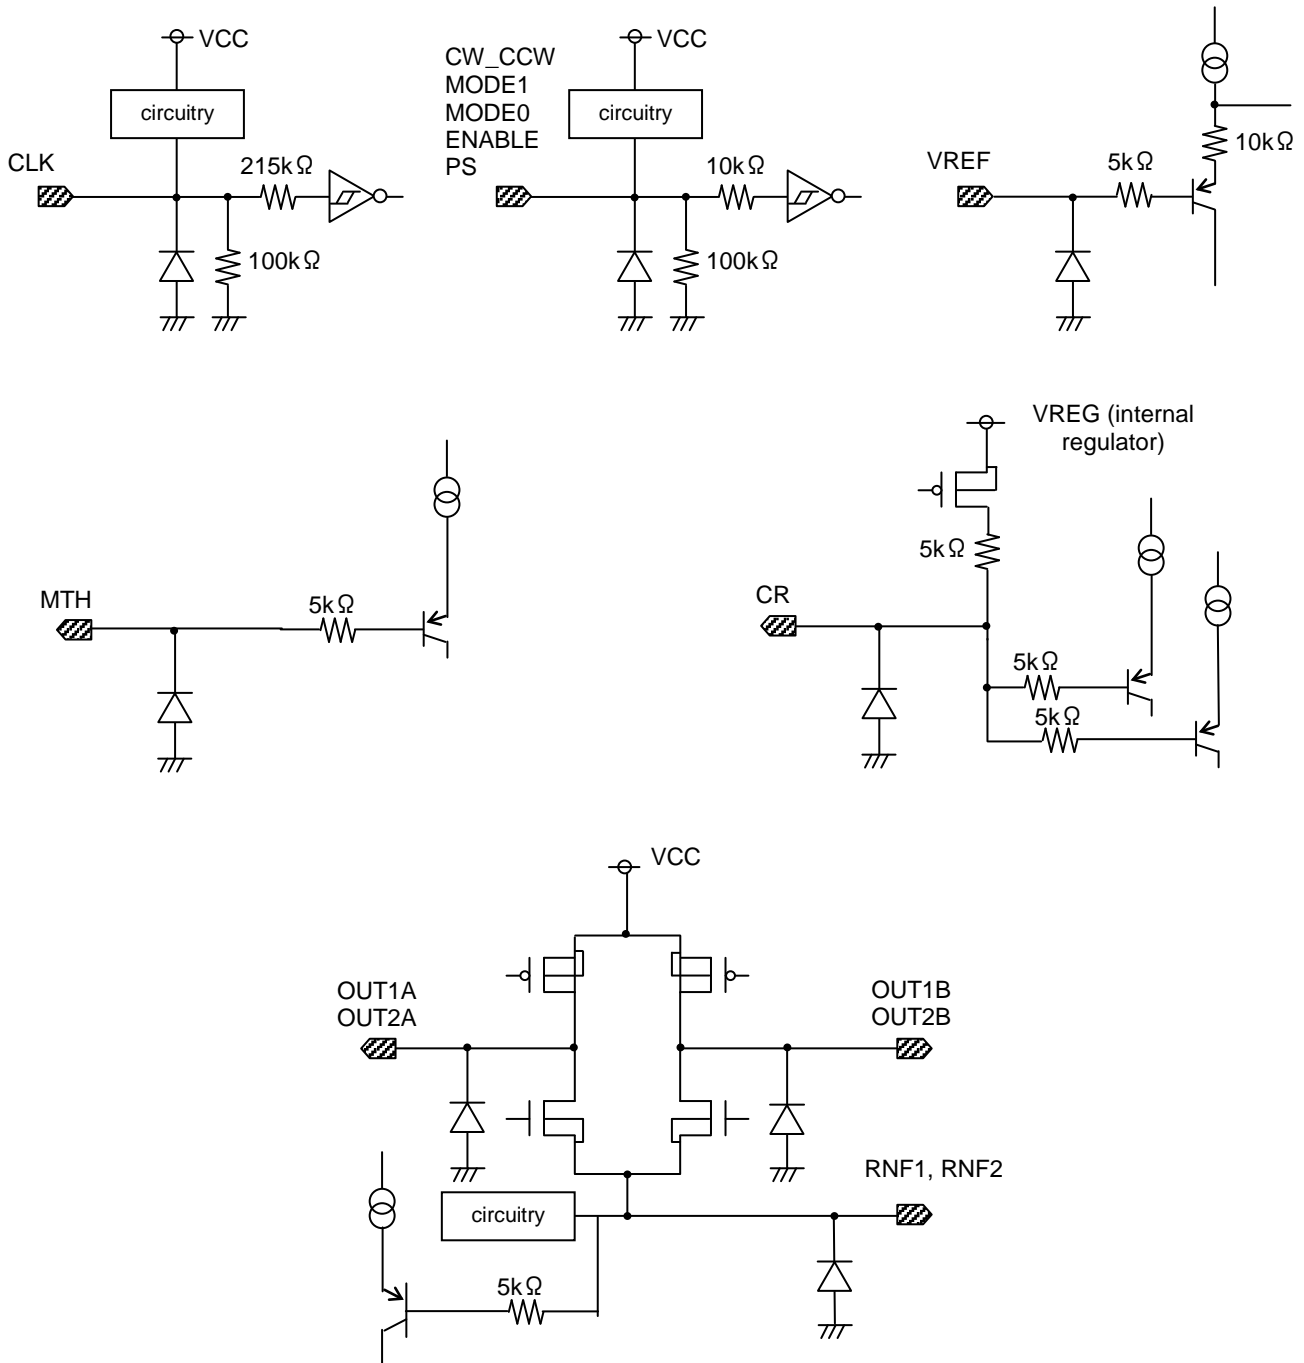 VCC
circuitry
CLK
215kΩ
100kΩ
VCC
CW_CCW
MODE1
MODE0
ENABLE
PS
circuitry
10kΩ
100kΩ
VREF
5kΩ
10kΩ
MTH
5kΩ
VREG (internal
regulator)
5kΩ
CR
5kΩ
5kΩ
VCC
OUT1A
OUT2A
OUT1B
OUT2B
RNF1, RNF2
circuitry
5kΩ